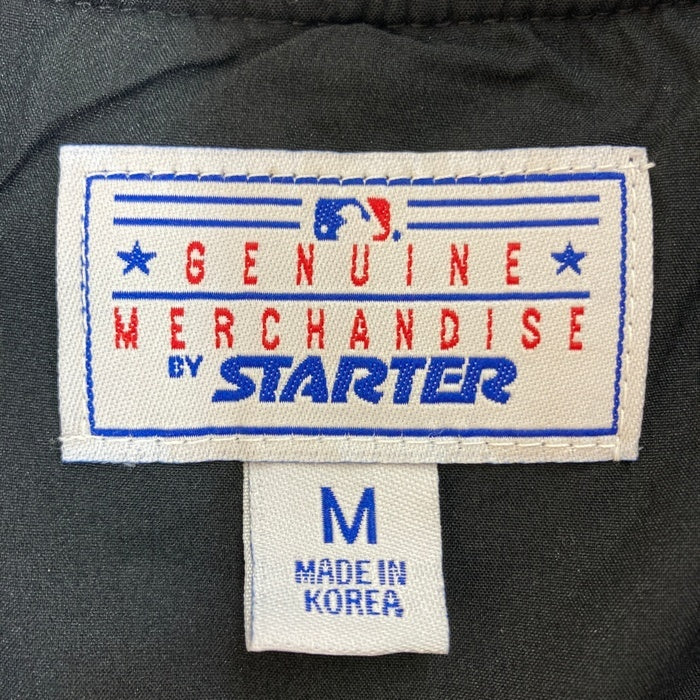 GENUINE
MERCHANDISE
BY STARTER
M
MADE IN
KOREA